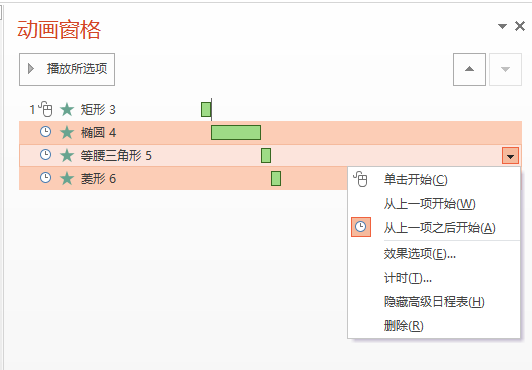 动画窗格
播放所选项
1 矩形 3
椭圆 4
等腰三角形 5
菱形 6
单击开始(C)
从上一项开始(W)
从上一项之后开始(A)
效果选项(E)...
计时(T)...
隐藏高级日程表(H)
删除(R)